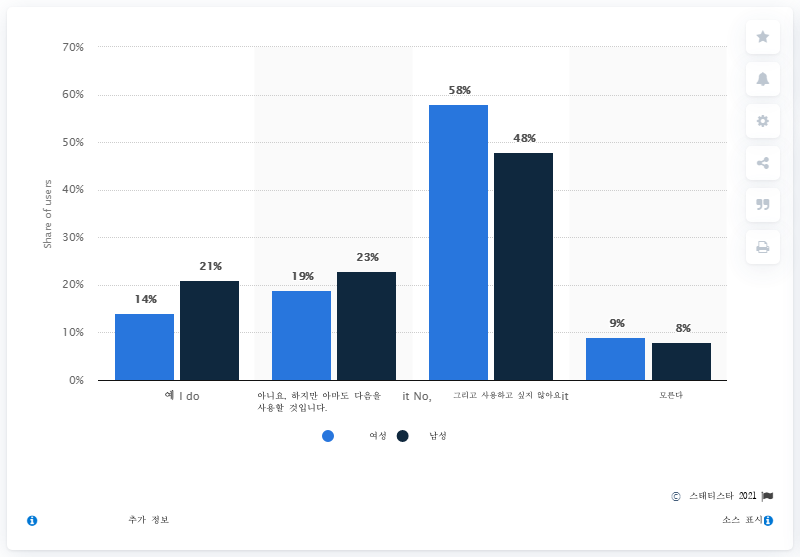 70%
60%
50%
40%
30%
20%
10%
0%
Share of users
14%
21%
19%
23%
58%
48%
9%
8%
예 I do
아니요, 하지만 아마도 다음을 사용할 것입니다.
it No, 그리고 사용하고 싶지 않아요it
모른다
여성 남성
© 스태티스타 2021
추가 정보
소스 표시